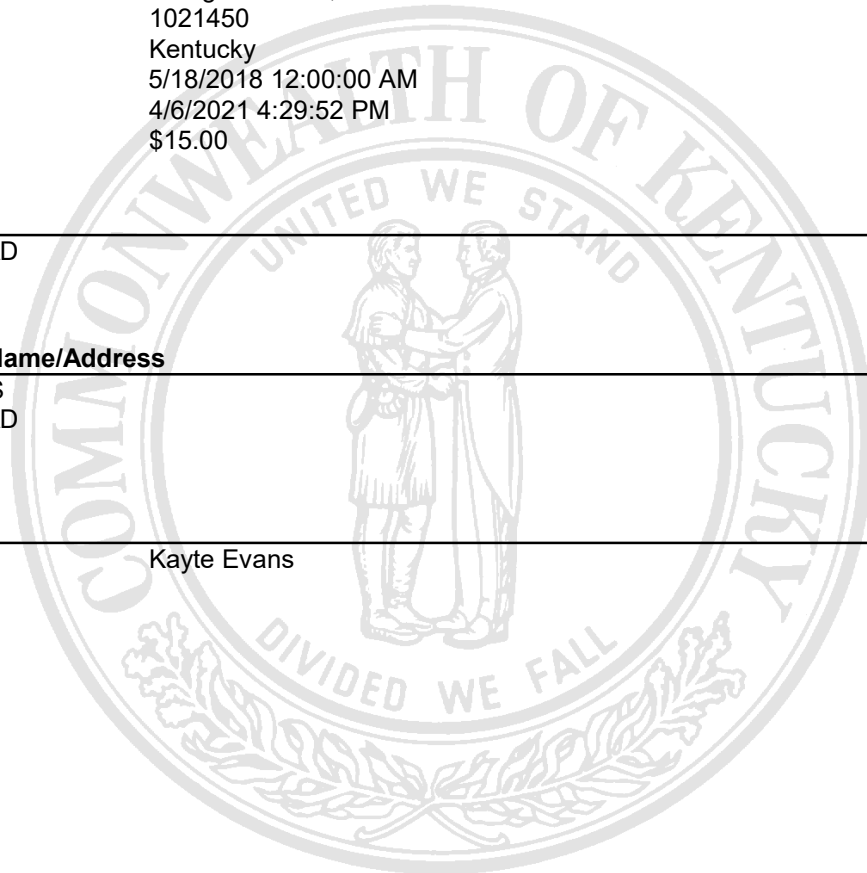 1021450
Kentucky
5/18/2018 12:00:00 AM
4/6/2021 4:29:52 PM
$15.00
COMMONWEALTH OF KENTUCKY
UNITED WE STAND
D
Name/Address
S
D
Kayte Evans
DIVIDED WE FALL